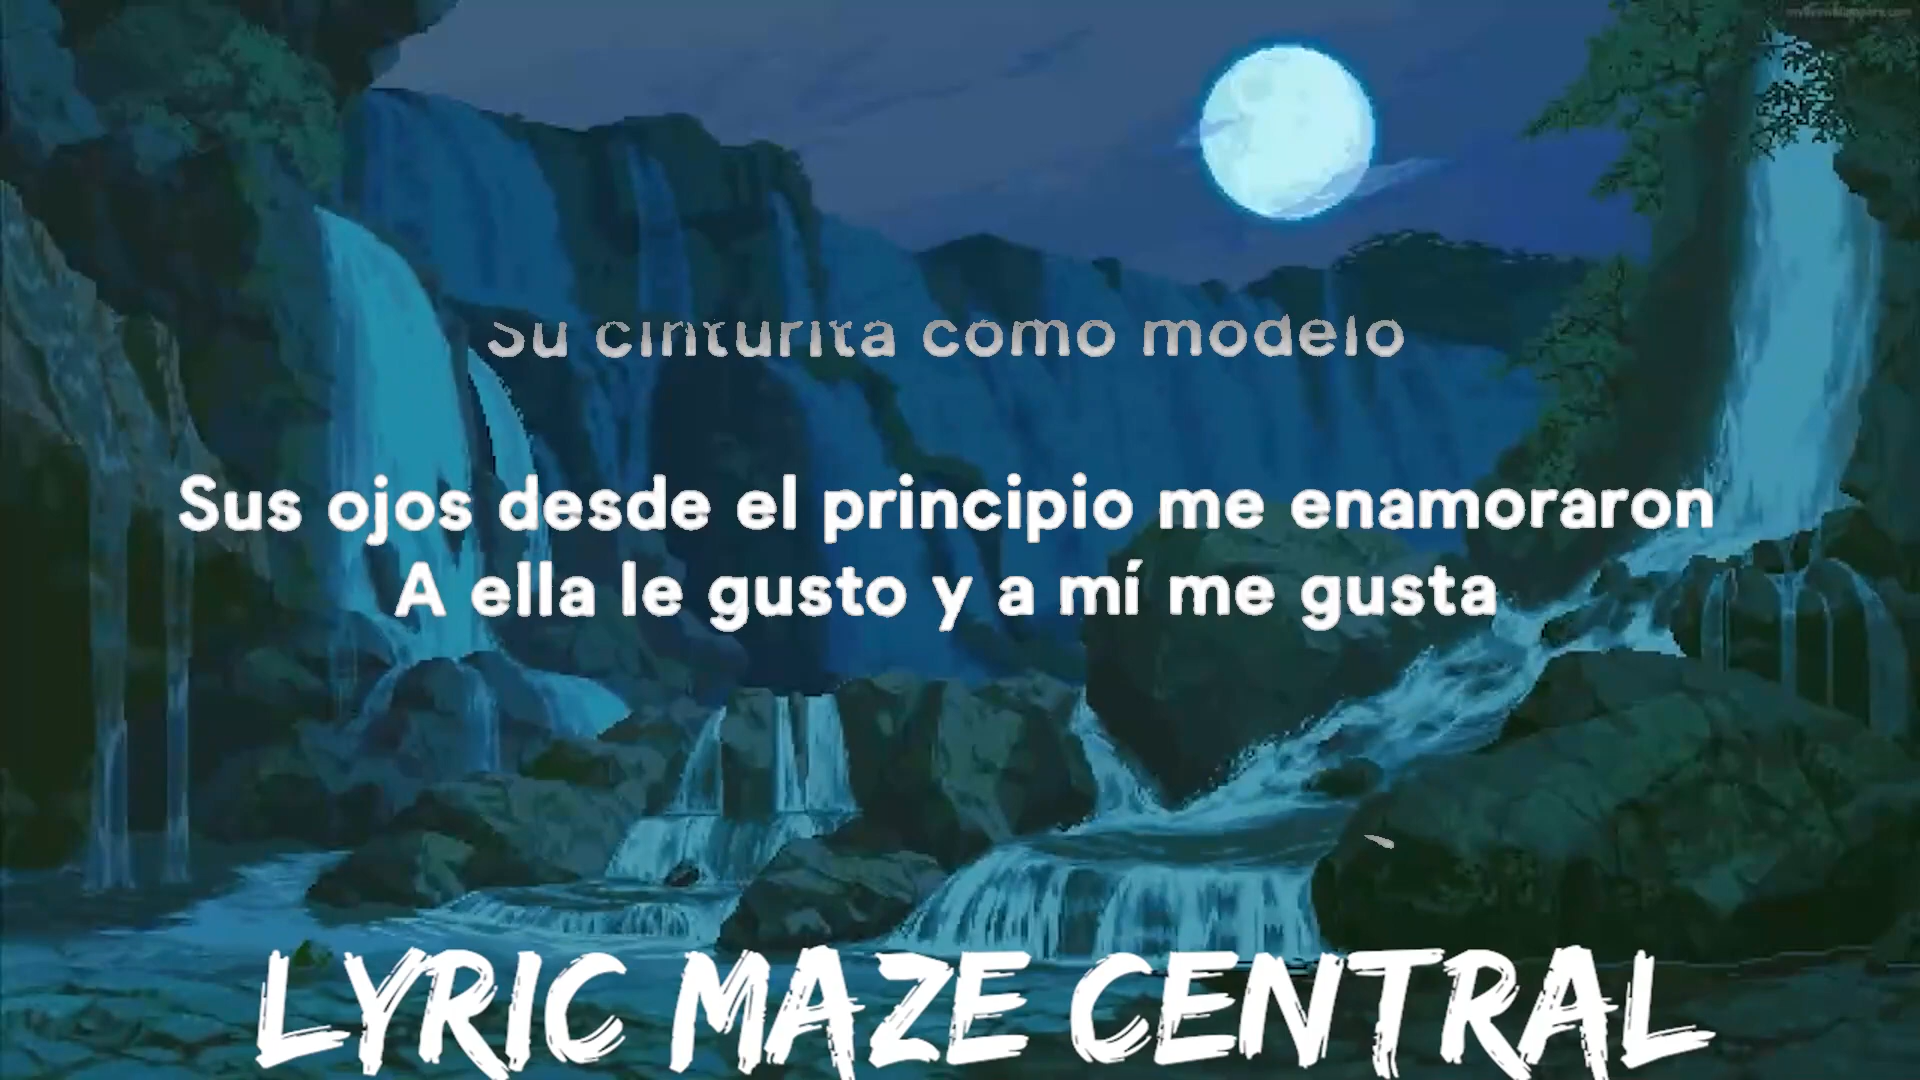 Su cinturita como modelo
Sus ojos desde el principio me enamoraron
A ella le gusto y a mí me gusta
LYRIC MAZE CENTRAL